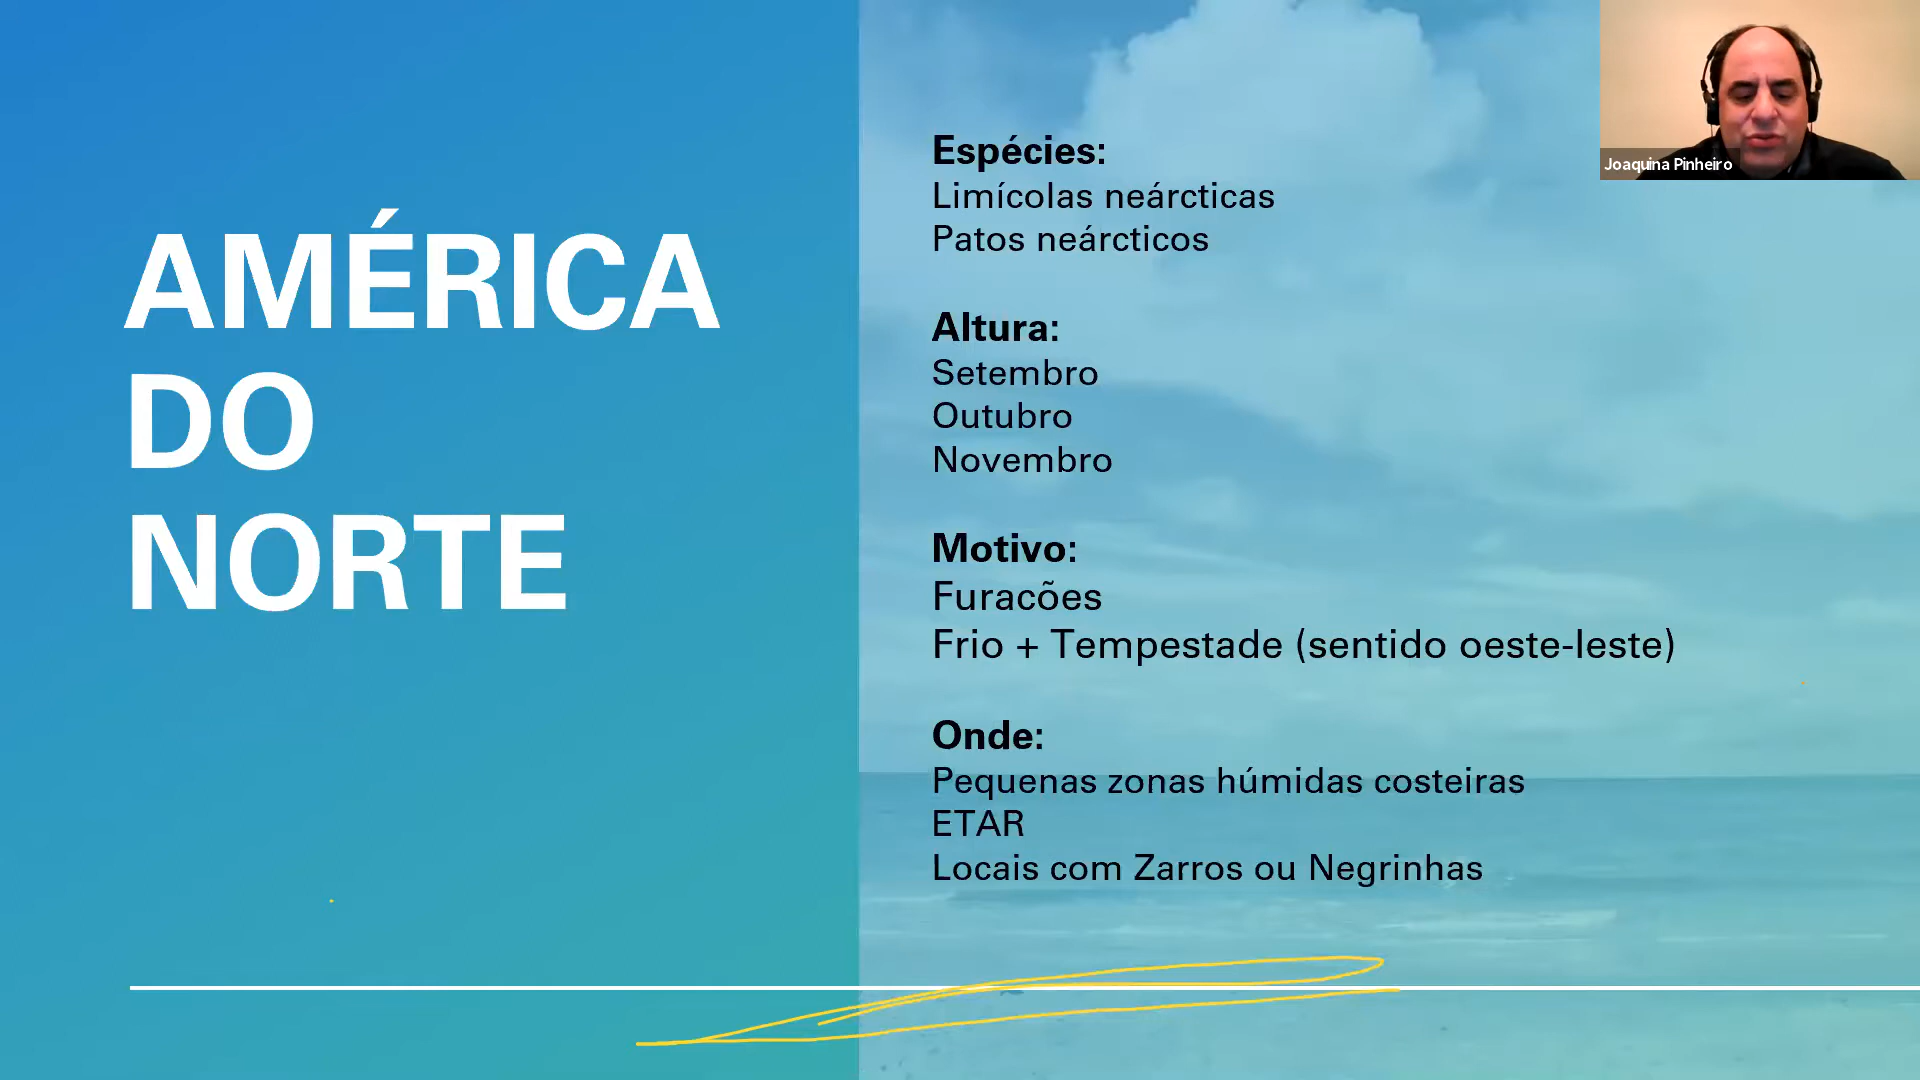 AMÉRICA
DO
NORTE
Espécies:
Limícolas neárcticas
Patos neárcticos
Altura:
Setembro
Outubro
Novembro
Motivo:
Furacões
Frio + Tempestade (sentido oeste-leste)
Onde:
Pequenas zonas húmidas costeiras
ETAR
Locais com Zarros ou Negrinhas
Joaquina Pinheiro